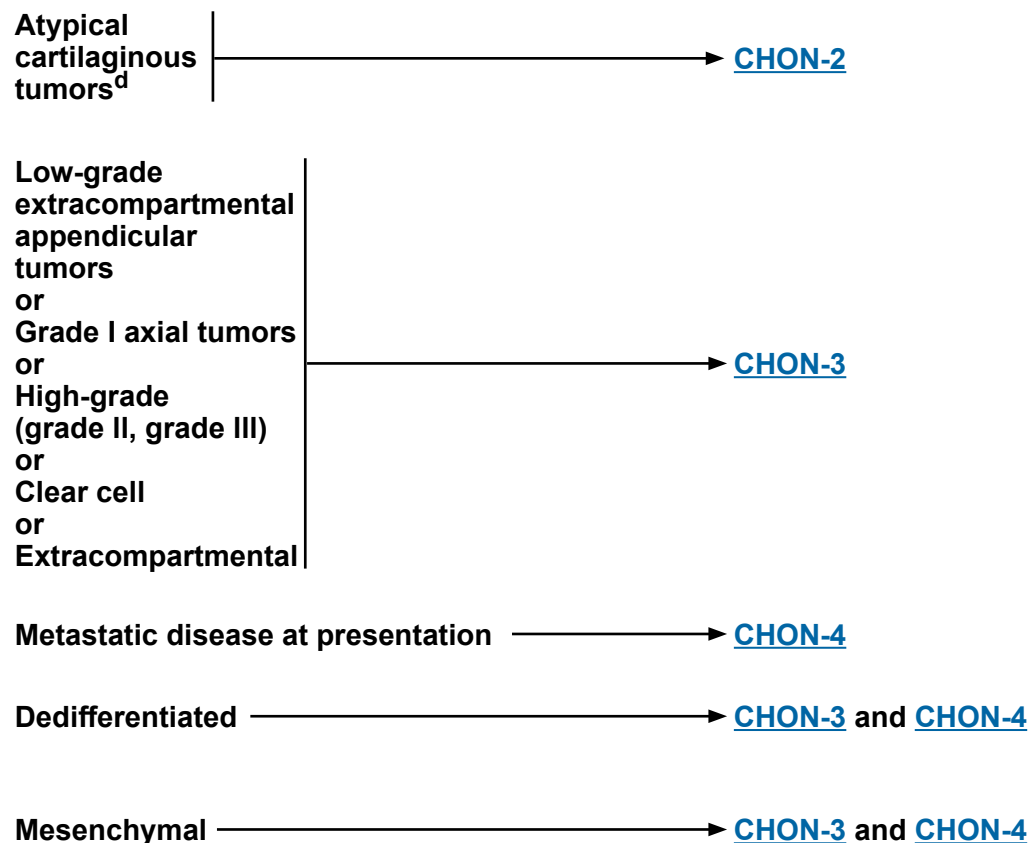 Atypical
cartilaginous
tumorsd
CHON-2
Low-grade
extracompartmental
appendicular
tumors
or
Grade I axial tumors
or
High-grade
(grade II, grade III)
or
Clear cell
or
Extracompartmental
CHON-3
Metastatic disease at presentation CHON-4
Dedifferentiated CHON-3 and CHON-4
Mesenchymal CHON-3 and CHON-4